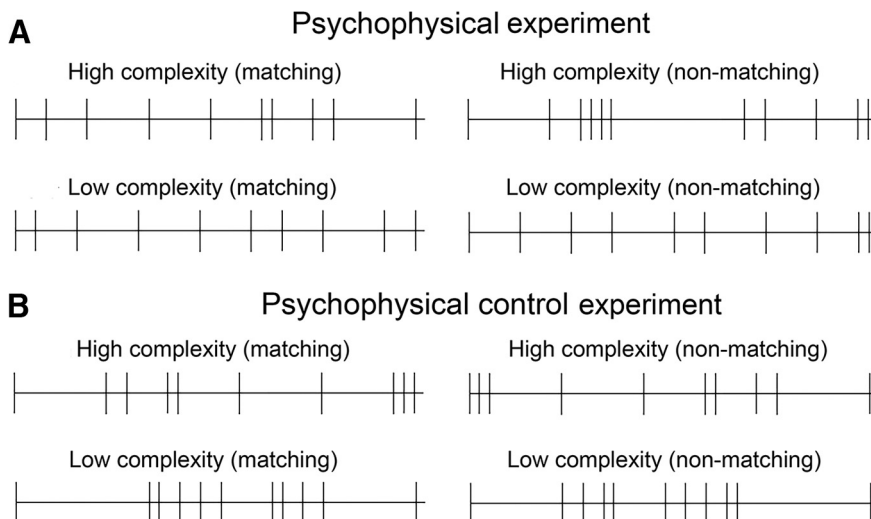 A
Psychophysical experiment
High complexity (matching)
High complexity (non-matching)
Low complexity (matching)
Low complexity (non-matching)
B
Psychophysical control experiment
High complexity (matching)
High complexity (non-matching)
Low complexity (matching)
Low complexity (non-matching)